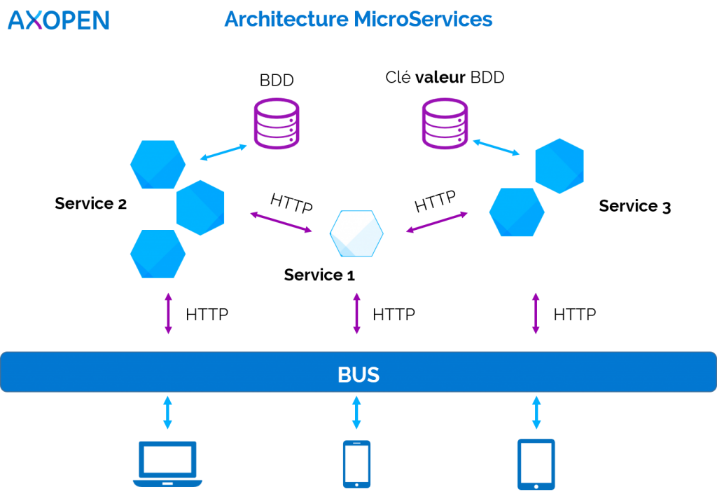 AXOPEN
Architecture MicroServices
BDD
Clé valeur BDD
Service 2
HTTP
HTTP
Service 3
Service 1
HTTP
HTTP
HTTP
BUS